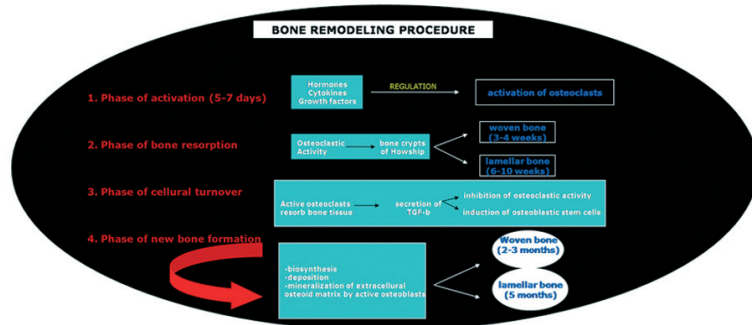 BONE REMODELING PROCEDURE
1. Phase of activation (5-7 days)
Hormones
Cytokines
Growth factors
REGULATION
activation of osteoclasts
2. Phase of bone resorption
Osteoclastic
Activity
bone crypts
of Howship
woven bone
(3-4 weeks)
lamellar bone
(6-10 weeks)
3. Phase of cellural turnover
Active osteoclasts
resorb bone tissue
secretion of
TGF-b
inhibition of osteoclastic activity
induction of osteoblastic stem cells
4. Phase of new bone formation
-biosynthesis
-deposition
-mineralization of extracellural
osteoid matrix by active osteoblasts
Woven bone
(2-3 months)
lamellar bone
(5 months)